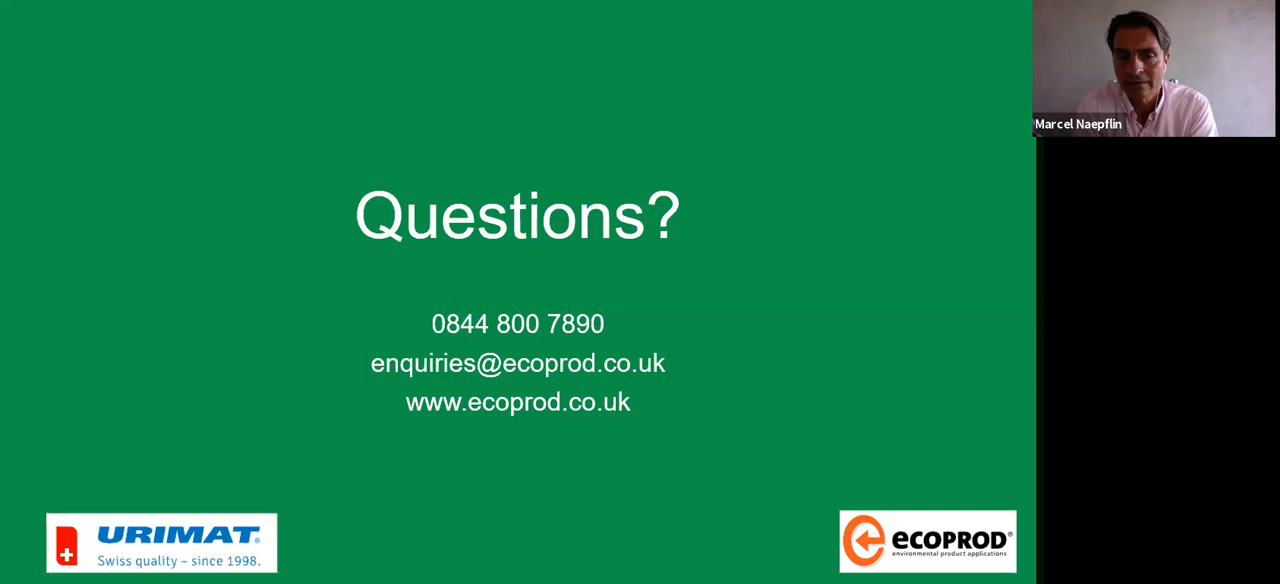 Marcel Naepflin
Questions?
0844 800 7890
enquiries@ecoprod.co.uk
www.ecoprod.co.uk
URIMAT®
Swiss quality – since 1998.
ECOPROD®
environmental product applications